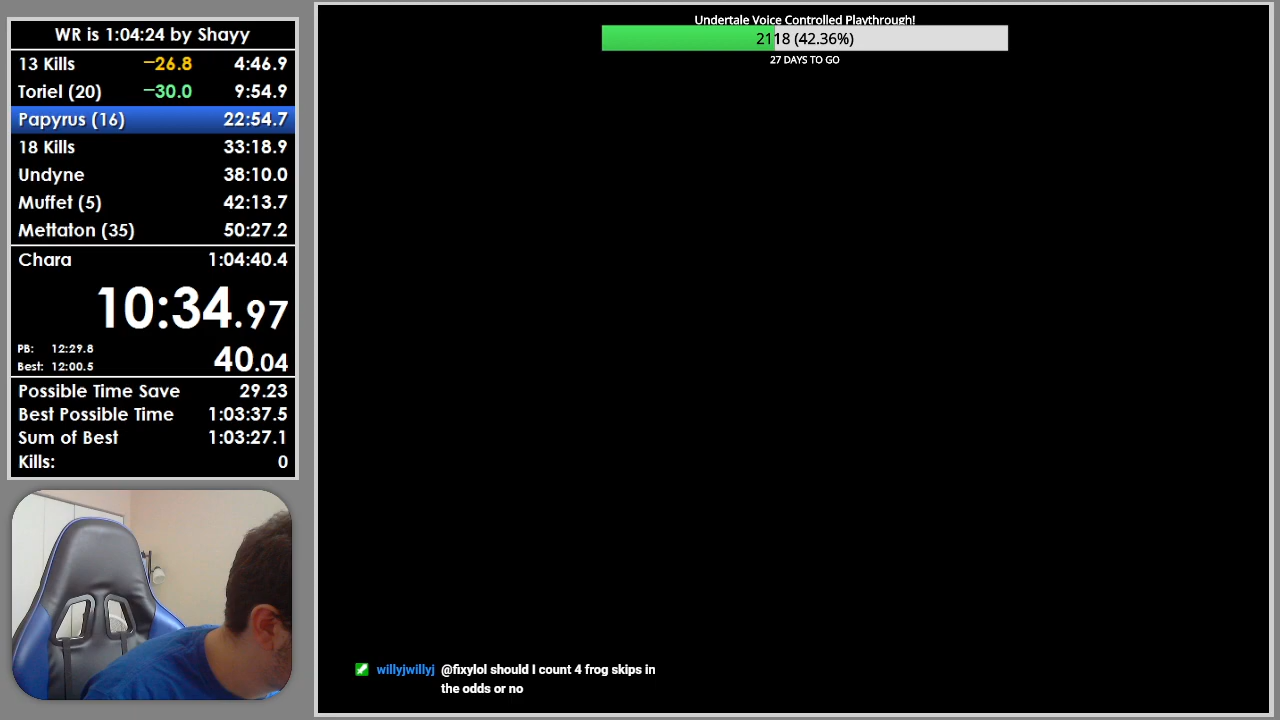 WR is 1:04:24 by Shayy
13 Kills −26.8 4:46.9
Toriel (20) −30.0 9:54.9
Papyrus (16) 22:54.7
18 Kills 33:18.9
Undyne 38:10.0
Muffet (5) 42:13.7
Mettaton (35) 50:27.2
Chara 1:04:40.4
10:34.97
PB: 12:29.8
Best: 12:00.5
40.04
Possible Time Save 29.23
Best Possible Time 1:03:37.5
Sum of Best 1:03:27.1
Kills: 0
Undertale Voice Controlled Playthrough!
2118 (42.36%)
27 DAYS TO GO
willyjwillyj @fixylol should I count 4 frog skips in
the odds or no